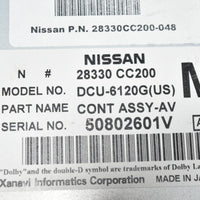 Nissan P.N. 28330CC200-048
NISSAN
N # 28330 CC200
MODEL NO. DCU-6120G(US)
PART NAME CONT ASSY-AV
SERIAL NO. 50802601V
"Dolby" and the double-D symbol are trademarks of Dolby La
Xanavi Informatics Corporation